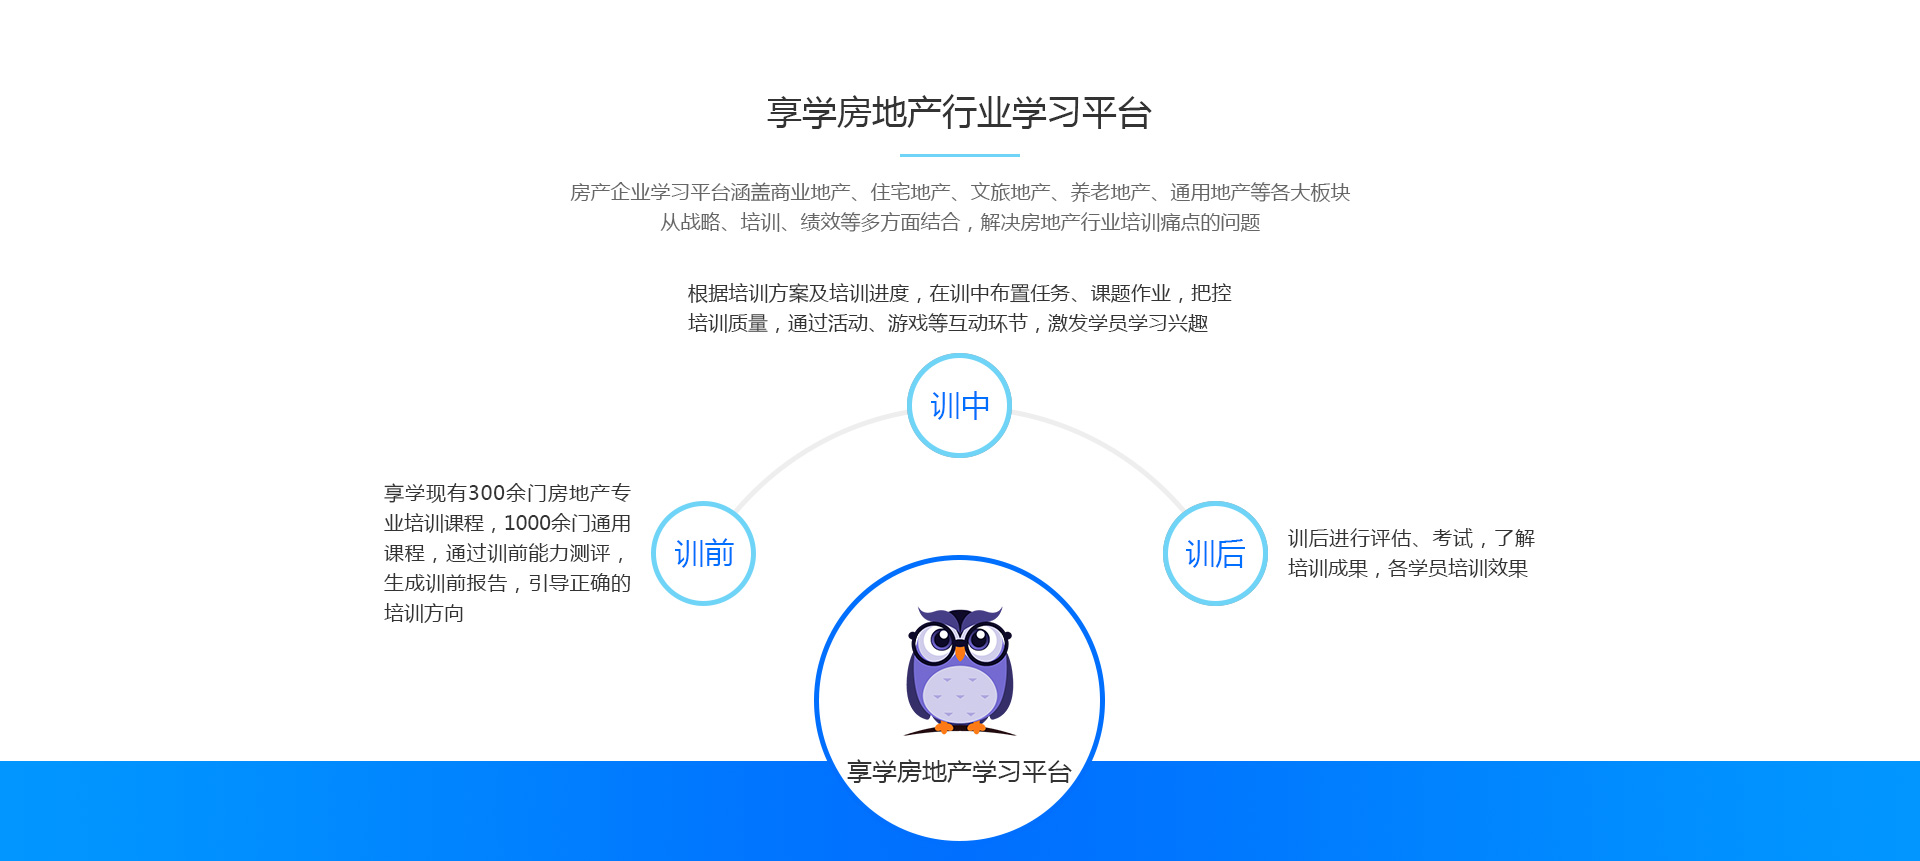 享学房地产行业学习平台
房产企业学习平台涵盖商业地产、住宅地产、文旅地产、养老地产、通用地产等各大板块
从战略、培训、绩效等多方面结合，解决房地产行业培训痛点的问题
根据培训方案及培训进度，在训中布置任务、课题作业，把控
培训质量，通过活动、游戏等互动环节，激发学员学习兴趣
训中
享学现有300余门房地产专
业培训课程，1000余门通用
课程，通过训前能力测评，
生成训前报告，引导正确的
培训方向
训前
训后
训后进行评估、考试，了解
培训成果，各学员培训效果
享学房地产学习平台